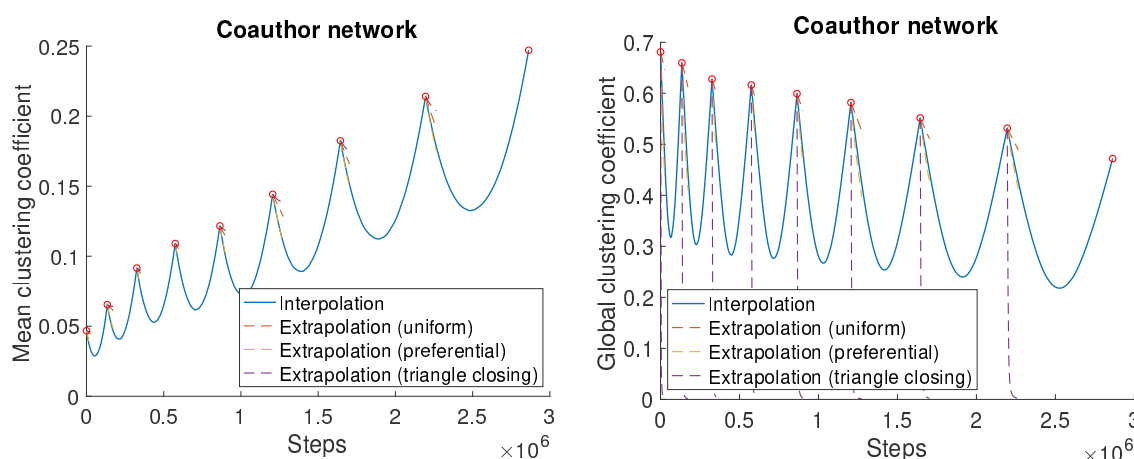 Coauthor network
0.25
0.2
0.15
0.1
0.05
0
Mean clustering coefficient
Interpolation
Extrapolation (uniform)
Extrapolation (preferential)
Extrapolation (triangle closing)
0 0.5 1 1.5 2 2.5 3
Steps
×10^6
Coauthor network
0.7
0.6
0.5
0.4
0.3
0.2
0.1
0
Global clustering coefficient
Interpolation
Extrapolation (uniform)
Extrapolation (preferential)
Extrapolation (triangle closing)
0 0.5 1 1.5 2 2.5 3
Steps
×10^6